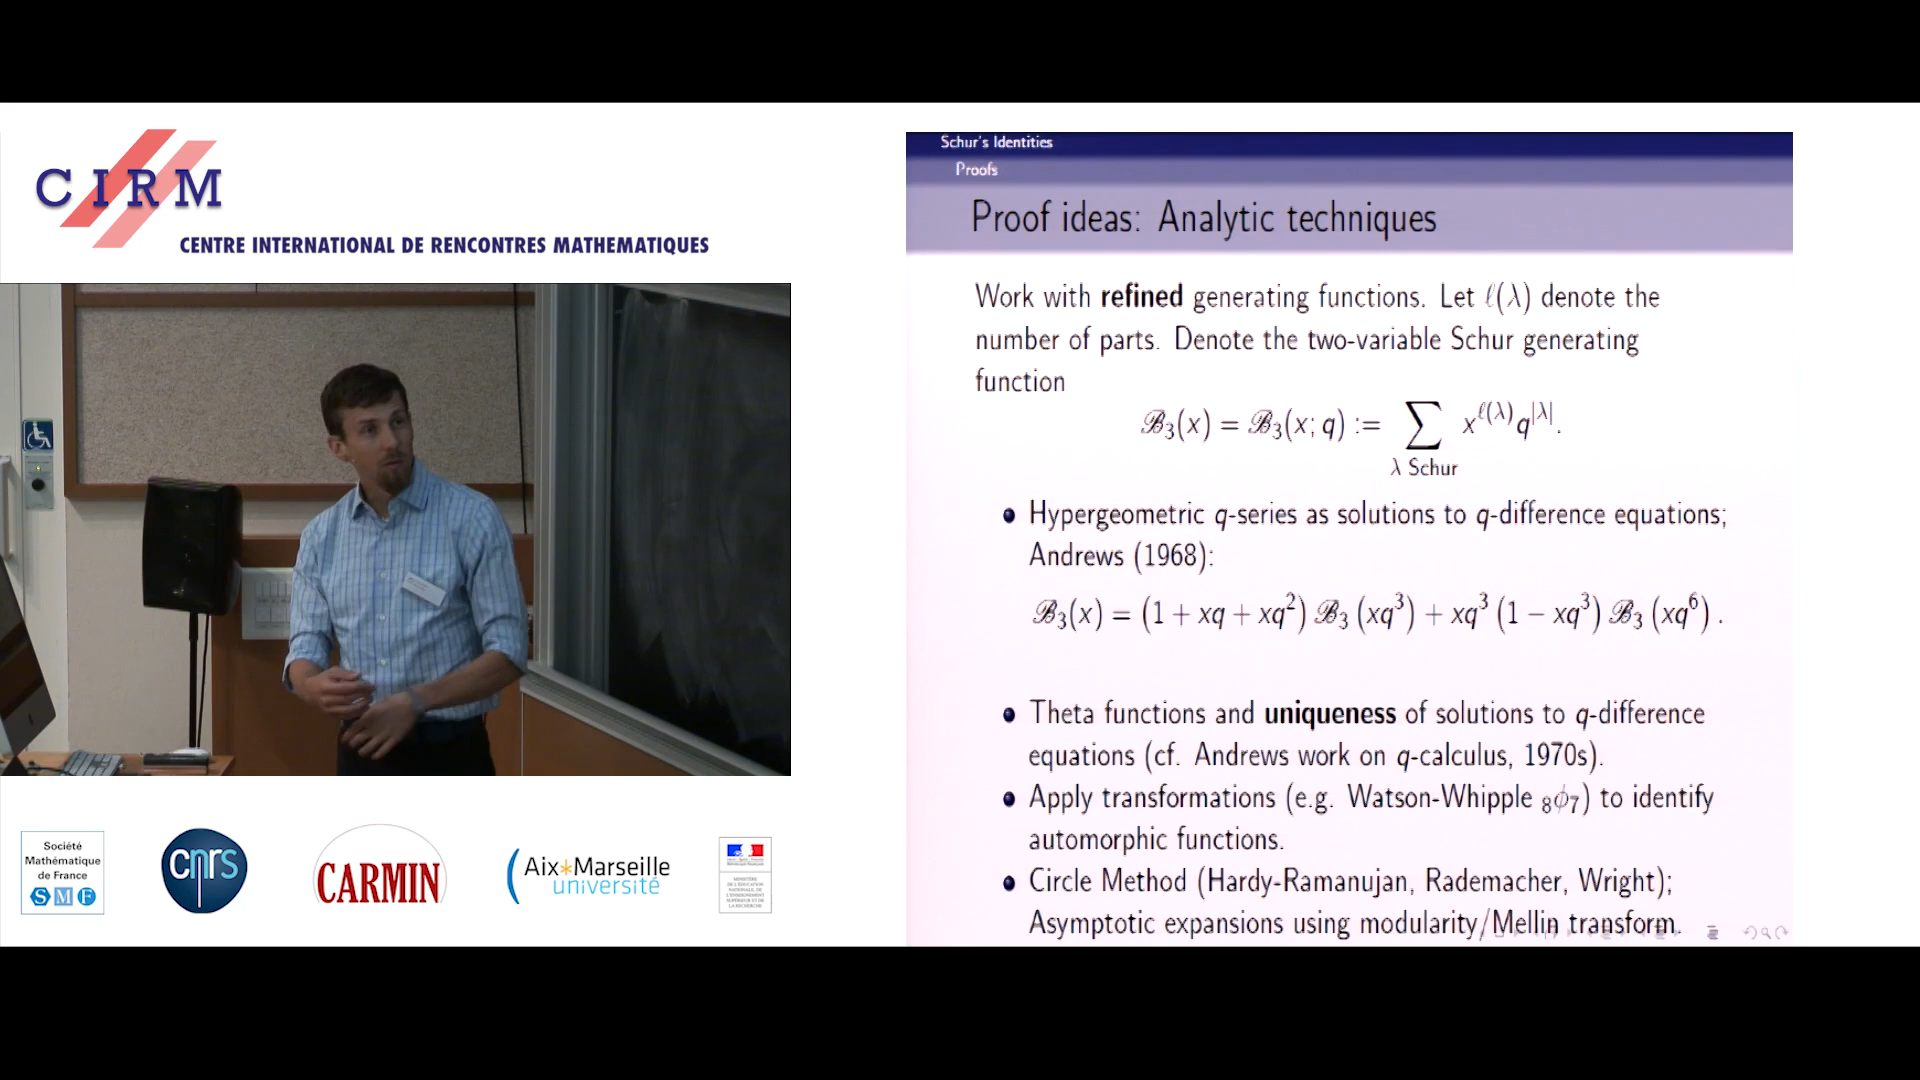 CIRM
CENTRE INTERNATIONAL DE RENCONTRES MATHEMATIQUES
Schur's Identities
Proofs
Proof ideas: Analytic techniques
Work with refined generating functions. Let ℓ(λ) denote the
number of parts. Denote the two-variable Schur generating
function
ℬ₃(x) = ℬ₃(x; q) := ∑ x^{ℓ(λ)} q^{|λ|}.
λ Schur
Hypergeometric q-series as solutions to q-difference equations;
Andrews (1968):
ℬ₃(x) = (1 + xq + xq²) ℬ₃ (xq³) + xq³ (1 − xq³) ℬ₃ (xq⁶) .
Theta functions and uniqueness of solutions to q-difference
equations (cf. Andrews work on q-calculus, 1970s).
Apply transformations (e.g. Watson-Whipple ₈ϕ₇) to identify
automorphic functions.
Circle Method (Hardy-Ramanujan, Rademacher, Wright);
Asymptotic expansions using modularity/Mellin transform.
Société
Mathématique
de France
SMF
cnrs
CARMIN
Aix*Marseille
université